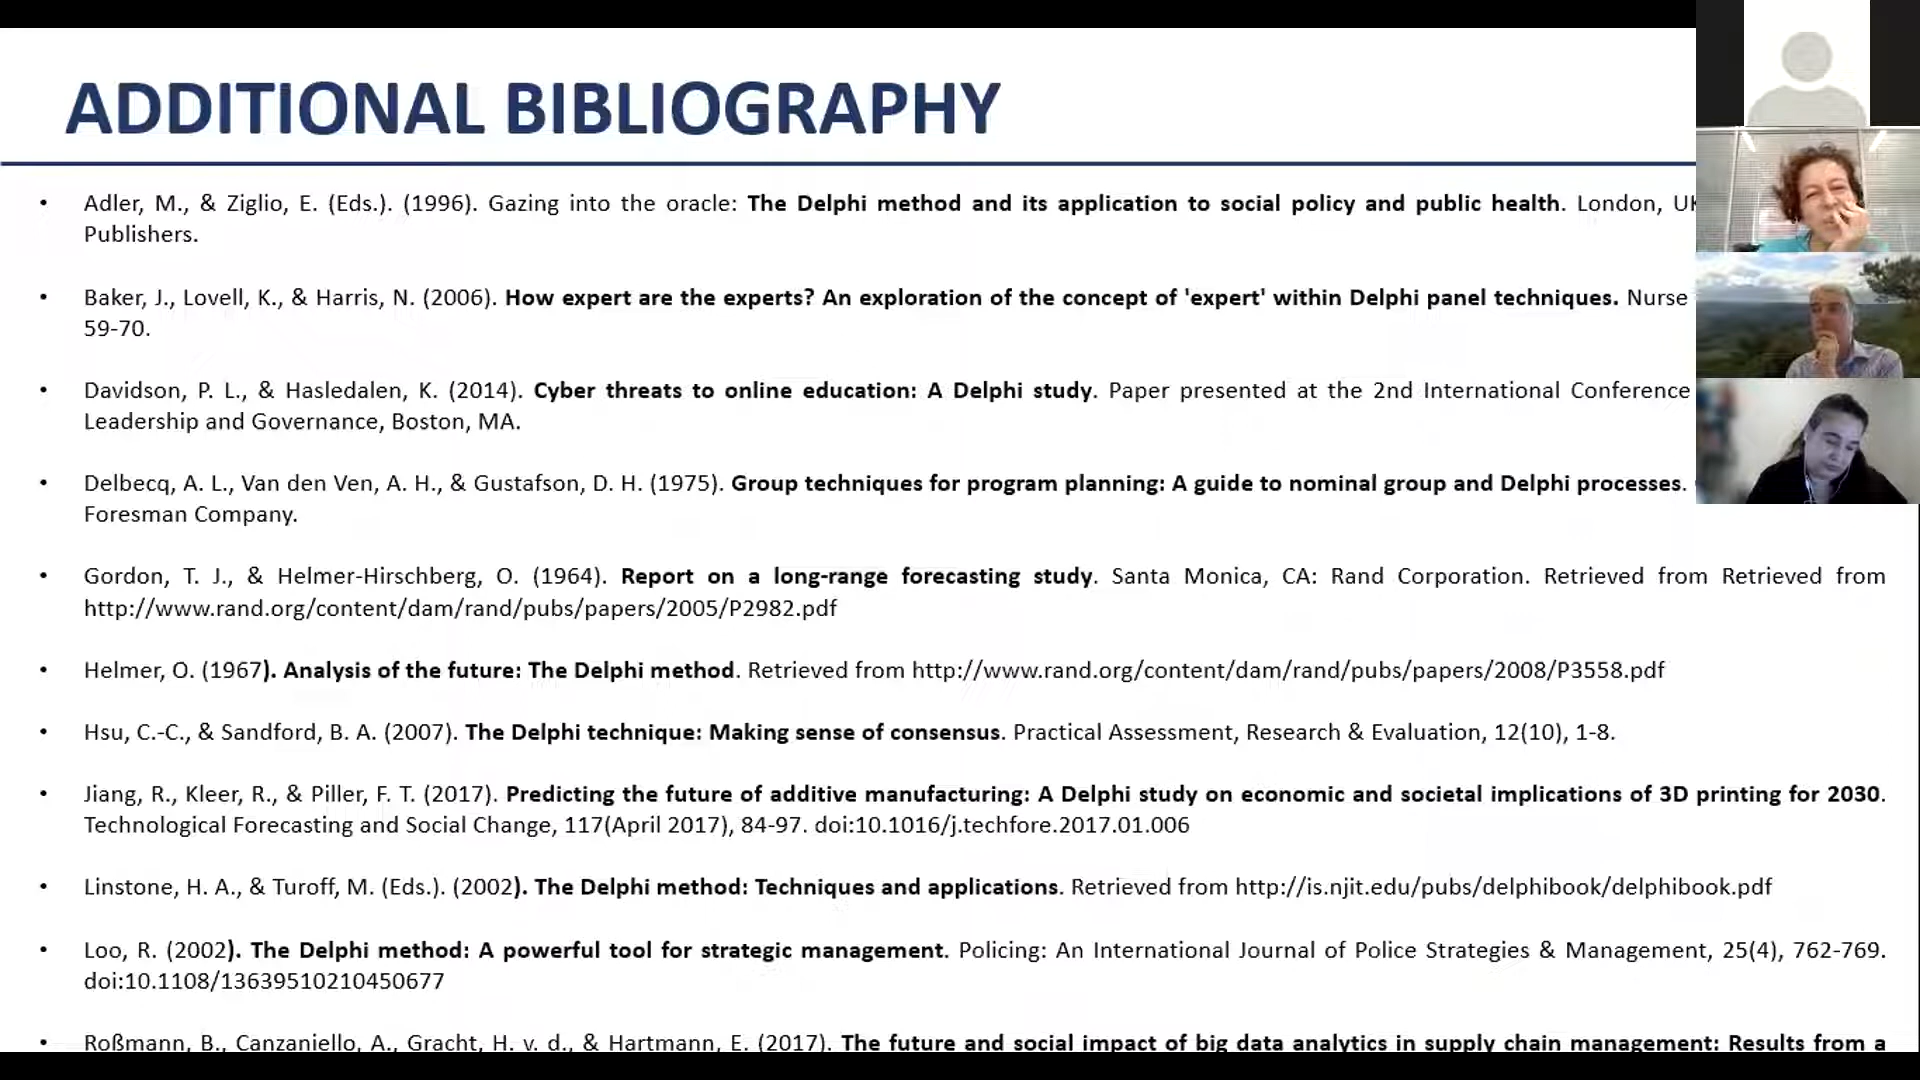 ADDITIONAL BIBLIOGRAPHY
• Adler, M., & Ziglio, E. (Eds.). (1996). Gazing into the oracle: The Delphi method and its application to social policy and public health. London, UK
Publishers.
• Baker, J., Lovell, K., & Harris, N. (2006). How expert are the experts? An exploration of the concept of 'expert' within Delphi panel techniques. Nurse
59-70.
• Davidson, P. L., & Hasledalen, K. (2014). Cyber threats to online education: A Delphi study. Paper presented at the 2nd International Conference
Leadership and Governance, Boston, MA.
• Delbecq, A. L., Van den Ven, A. H., & Gustafson, D. H. (1975). Group techniques for program planning: A guide to nominal group and Delphi processes.
Foresman Company.
• Gordon, T. J., & Helmer-Hirschberg, O. (1964). Report on a long-range forecasting study. Santa Monica, CA: Rand Corporation. Retrieved from Retrieved from
http://www.rand.org/content/dam/rand/pubs/papers/2005/P2982.pdf
• Helmer, O. (1967). Analysis of the future: The Delphi method. Retrieved from http://www.rand.org/content/dam/rand/pubs/papers/2008/P3558.pdf
• Hsu, C.-C., & Sandford, B. A. (2007). The Delphi technique: Making sense of consensus. Practical Assessment, Research & Evaluation, 12(10), 1-8.
• Jiang, R., Kleer, R., & Piller, F. T. (2017). Predicting the future of additive manufacturing: A Delphi study on economic and societal implications of 3D printing for 2030.
Technological Forecasting and Social Change, 117(April 2017), 84-97. doi:10.1016/j.techfore.2017.01.006
• Linstone, H. A., & Turoff, M. (Eds.). (2002). The Delphi method: Techniques and applications. Retrieved from http://is.njit.edu/pubs/delphibook/delphibook.pdf
• Loo, R. (2002). The Delphi method: A powerful tool for strategic management. Policing: An International Journal of Police Strategies & Management, 25(4), 762-769.
doi:10.1108/13639510210450677
• Roßmann, B., Canzaniello, A., Gracht, H. v. d., & Hartmann, E. (2017). The future and social impact of big data analytics in supply chain management: Results from a